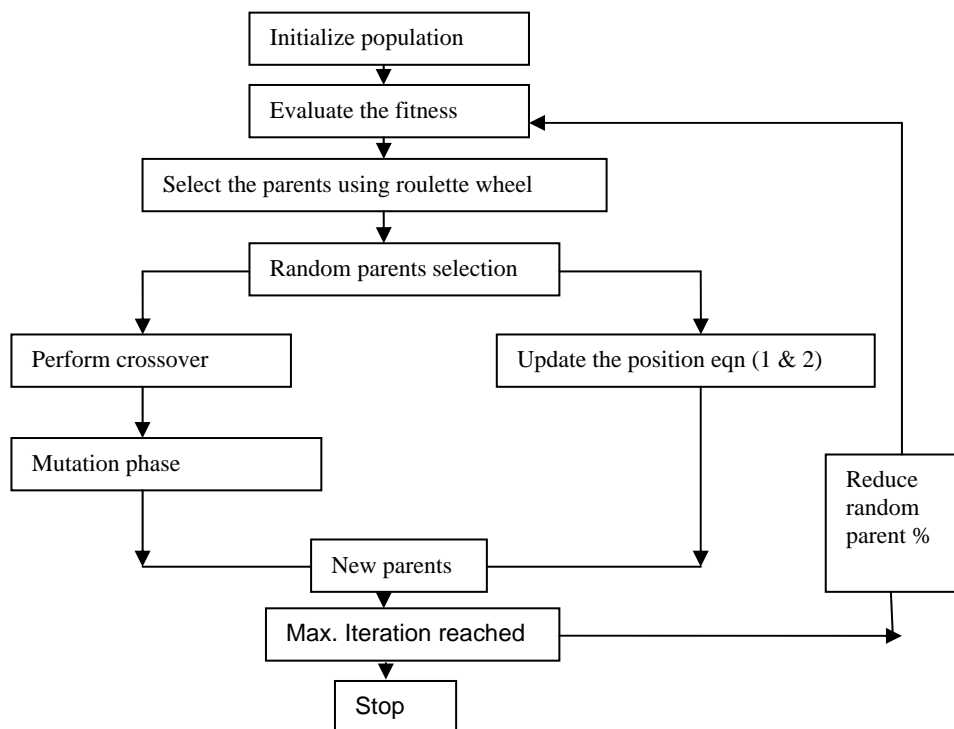 Initialize population
Evaluate the fitness
Select the parents using roulette wheel
Random parents selection
Perform crossover
Update the position eqn (1 & 2)
Mutation phase
Reduce
random
parent %
New parents
Max. Iteration reached
Stop